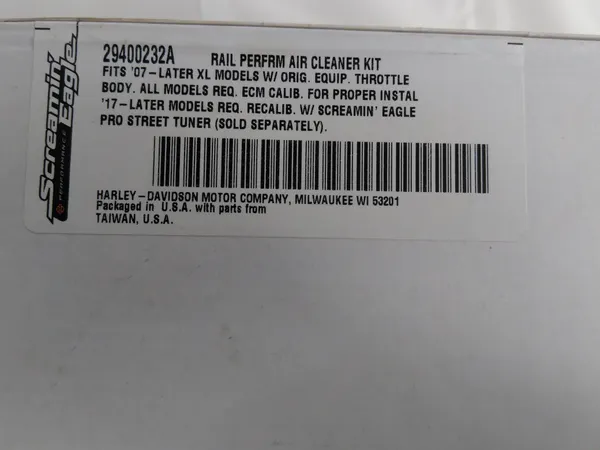 Screamin'
Eagle
PERFORMANCE
29400232A RAIL PERFRM AIR CLEANER KIT
FITS '07-LATER XL MODELS W/ ORIG. EQUIP. THROTTLE
BODY. ALL MODELS REQ. ECM CALIB. FOR PROPER INSTAL
'17-LATER MODELS REQ. RECALIB. W/ SCREAMIN' EAGLE
PRO STREET TUNER (SOLD SEPARATELY).
HARLEY-DAVIDSON MOTOR COMPANY, MILWAUKEE WI 53201
Packaged in U.S.A. with parts from
TAIWAN, U.S.A.